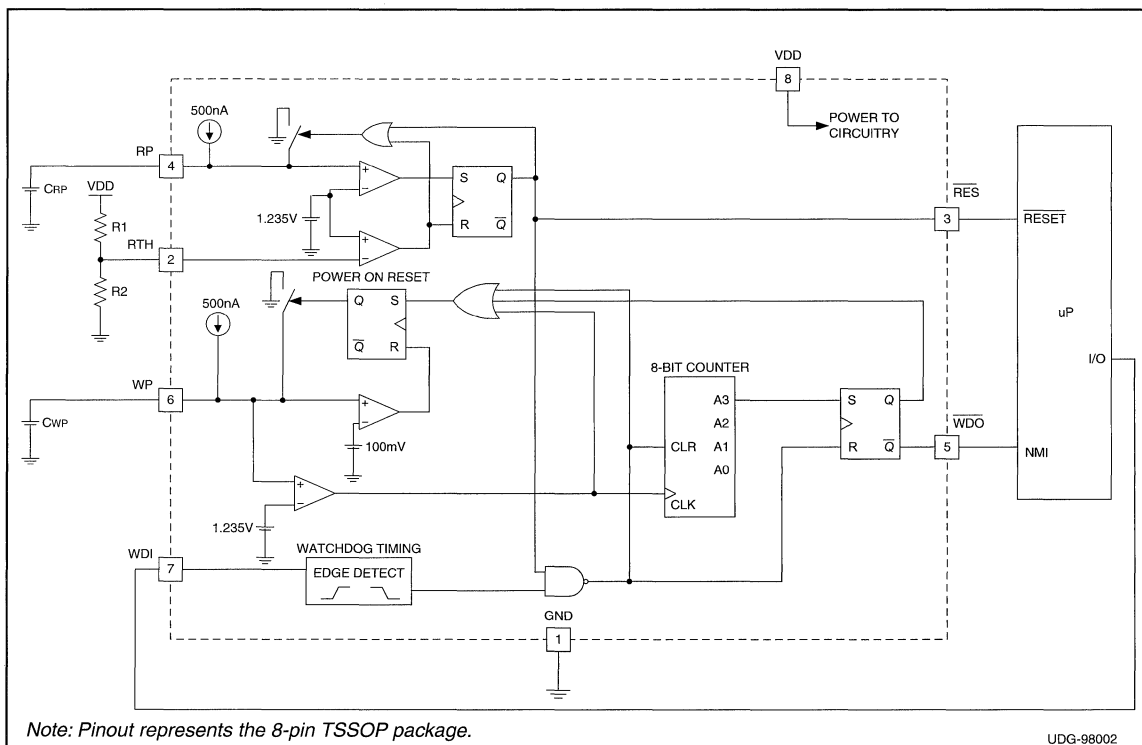 VDD
8
500nA
POWER TO
CIRCUITRY
RP
4
CRP
VDD
S
Q
1.235V
R
Q̅
R̅E̅S̅
3
R̅E̅S̅E̅T̅
R1
RTH
2
R2
POWER ON RESET
500nA
Q
S
Q̅
R
uP
I/O
8-BIT COUNTER
WP
6
CWP
100mV
A3
A2
A1
A0
CLR
CLK
S
Q
R
Q̅
W̅D̅O̅
5
NMI
1.235V
WDI
7
WATCHDOG TIMING
EDGE DETECT
GND
1
Note: Pinout represents the 8-pin TSSOP package.
UDG-98002